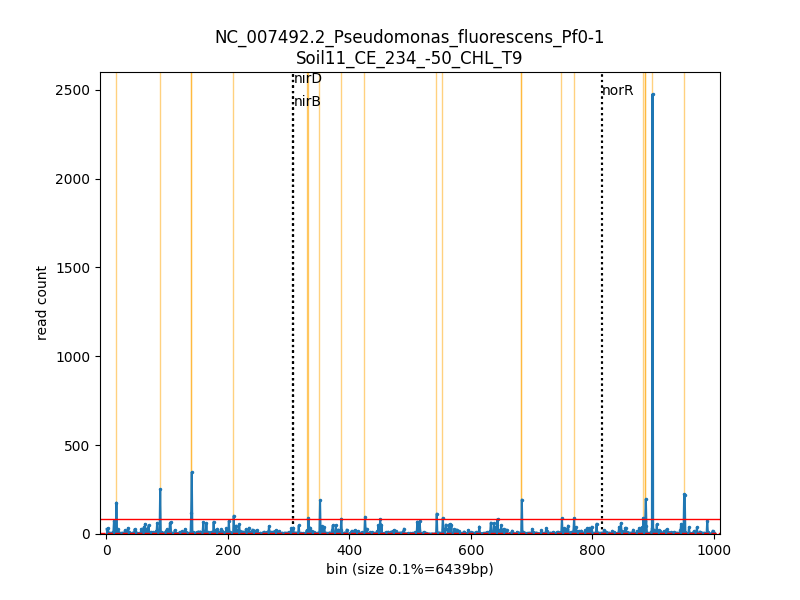 NC_007492.2_Pseudomonas_fluorescens_Pf0-1
Soil11_CE_234_-50_CHL_T9
nirD
nirB
norR
2500
2000
1500
1000
500
0
read count
0
200
400
600
800
1000
bin (size 0.1%=6439bp)